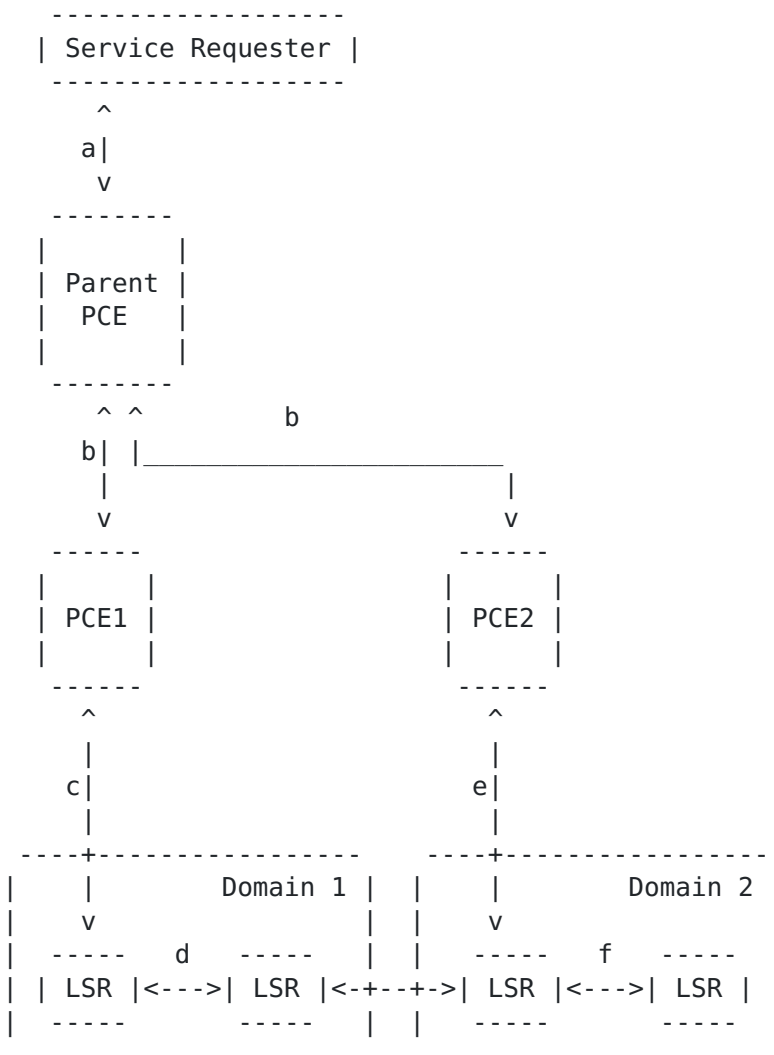 Service Requester
a
Parent
PCE
b
b
PCE1 PCE2
c e
Domain 1 Domain 2
d f
LSR LSR LSR LSR